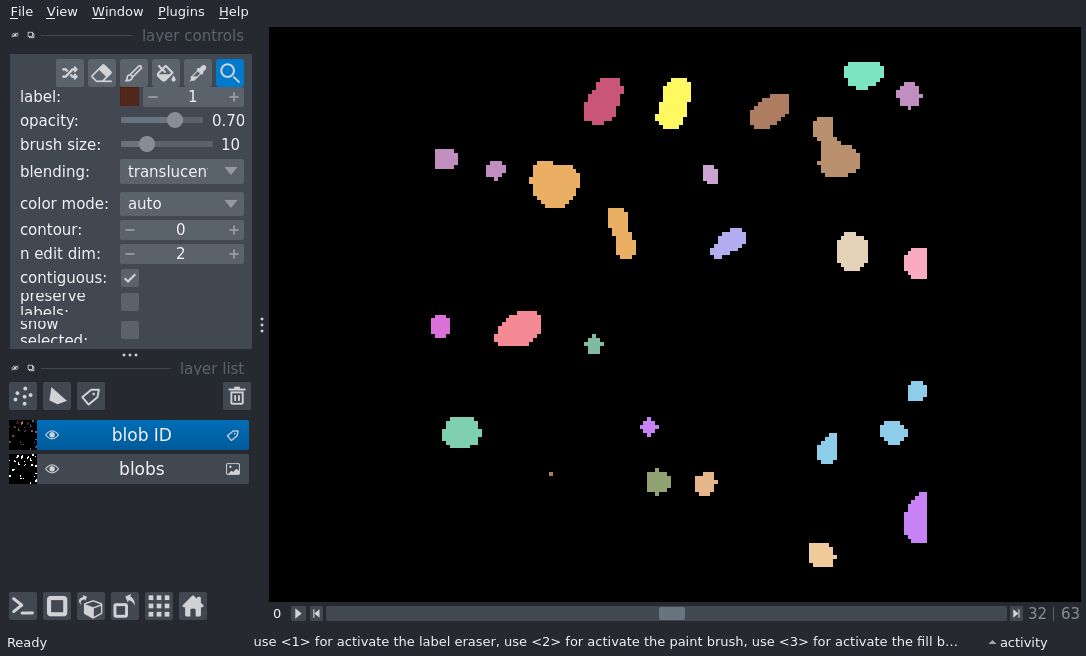 File View Window Plugins Help
layer controls
label: 1
opacity: 0.70
brush size: 10
blending: translucen
color mode: auto
contour: 0
n edit dim: 2
contiguous:
preserve
labels:
show
selected:
layer list
blob ID
blobs
0 32 63
Ready use <1> for activate the label eraser, use <2> for activate the paint brush, use <3> for activate the fill b... activity